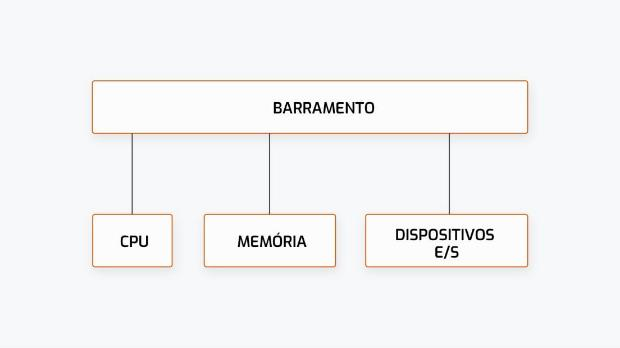 BARRAMENTO
CPU
MEMÓRIA
DISPOSITIVOS
E/S